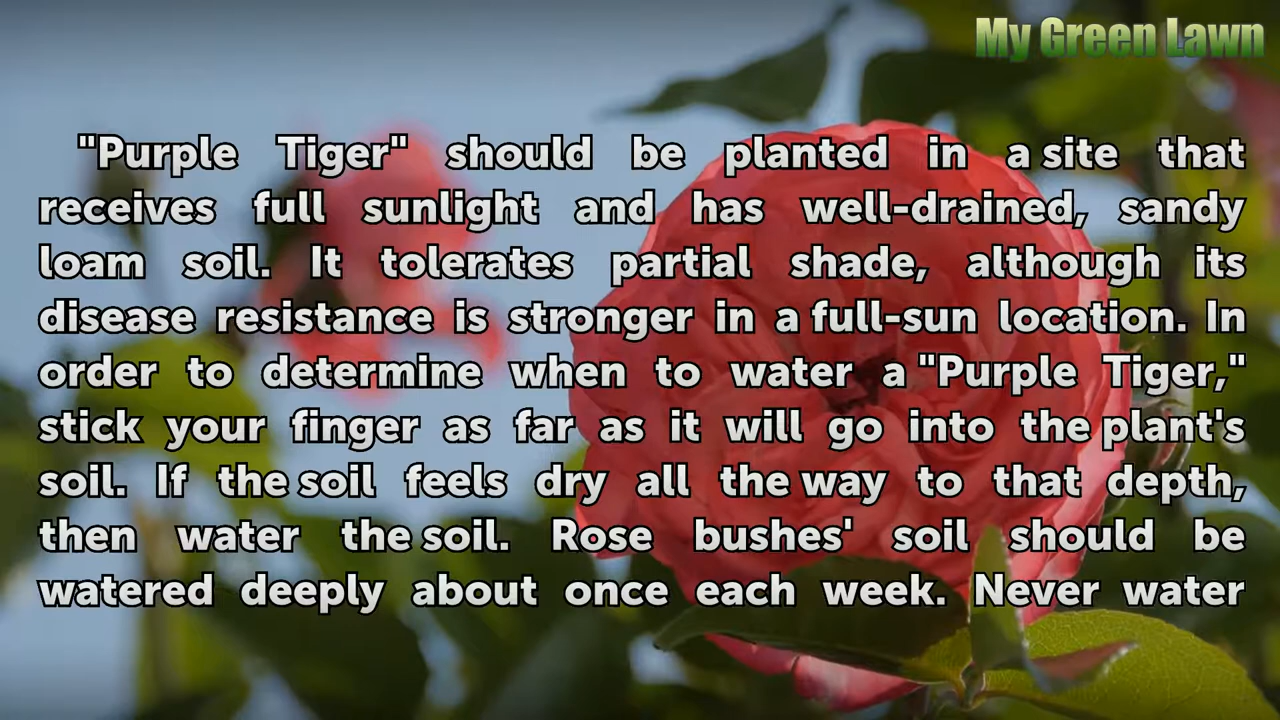 My Green Lawn
"Purple Tiger" should be planted in a site that
receives full sunlight and has well-drained, sandy
loam soil. It tolerates partial shade, although its
disease resistance is stronger in a full-sun location. In
order to determine when to water a "Purple Tiger,"
stick your finger as far as it will go into the plant's
soil. If the soil feels dry all the way to that depth,
then water the soil. Rose bushes' soil should be
watered deeply about once each week. Never water